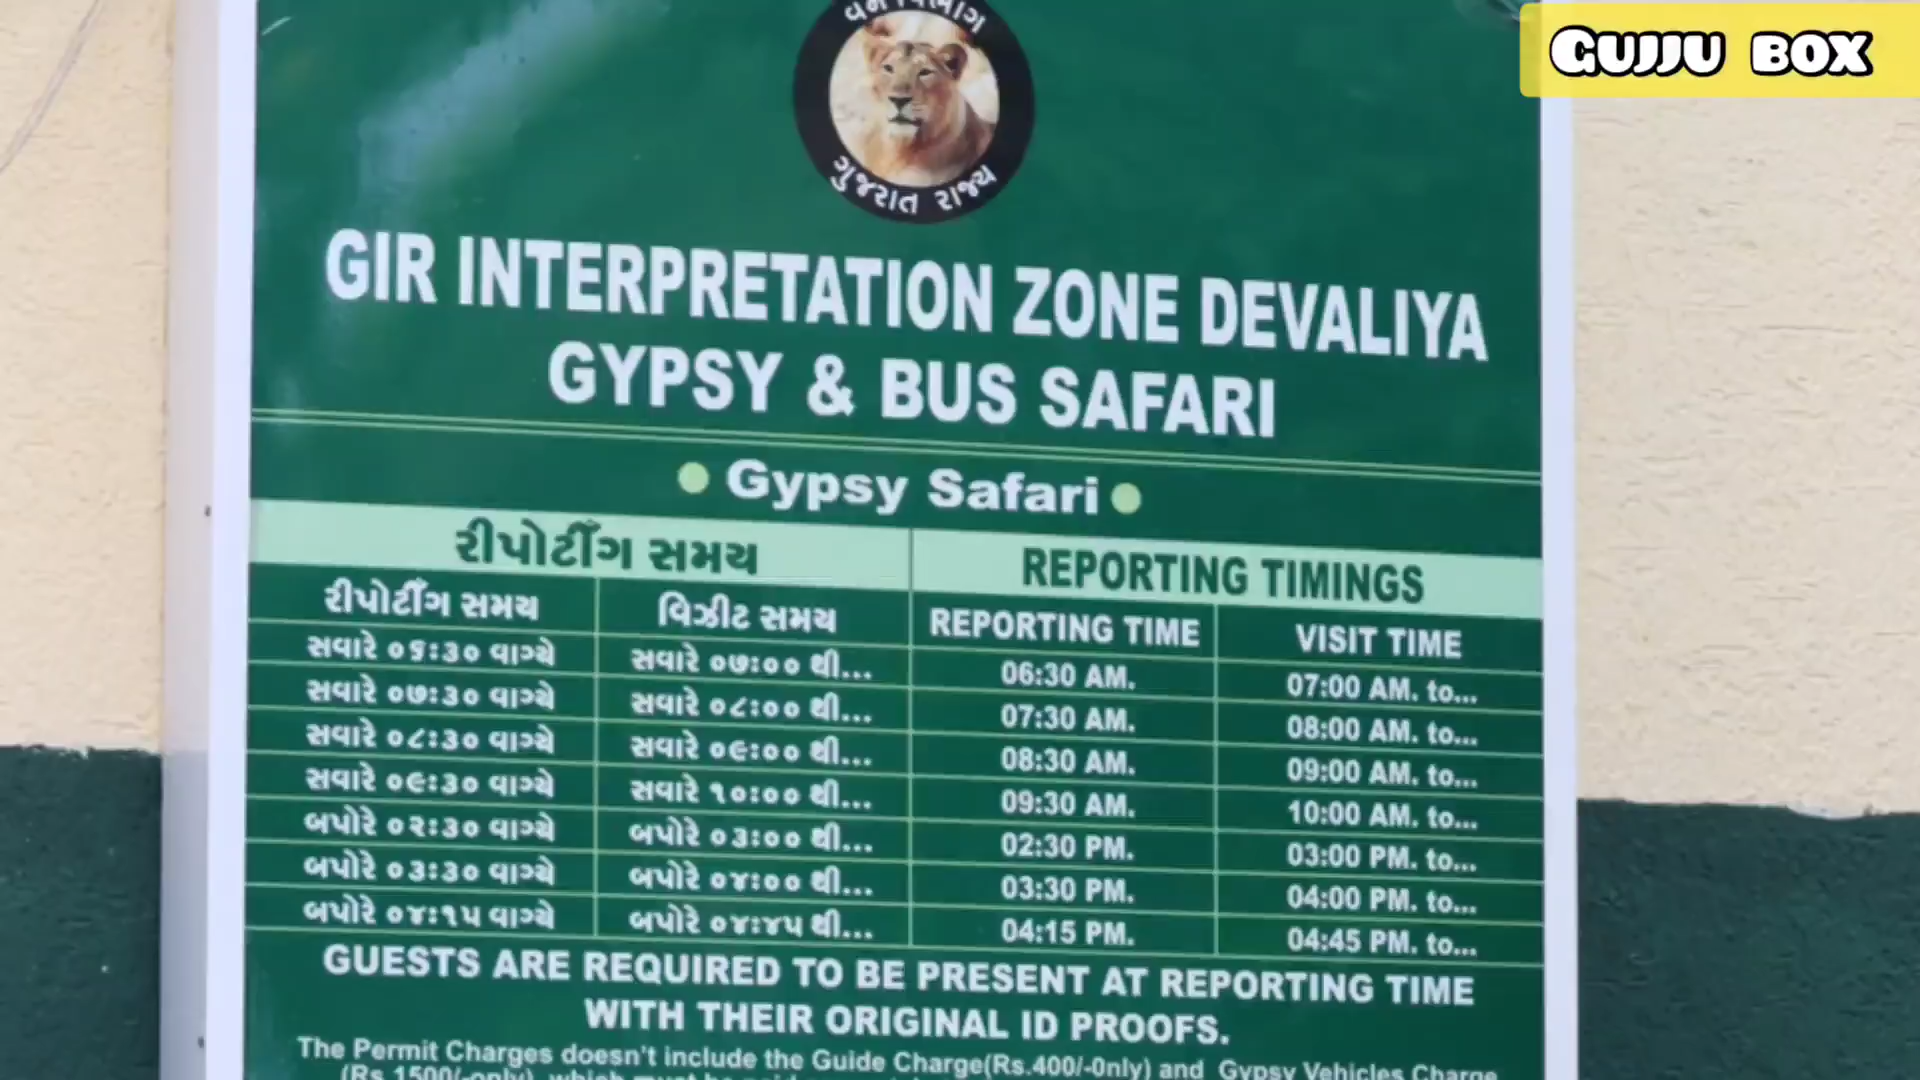 વન વિભાગ
GUJJU BOX
ગુજરાત રાજ્ય
GIR INTERPRETATION ZONE DEVALIYA
GYPSY & BUS SAFARI
• Gypsy Safari •
રીપોર્ટીંગ સમય REPORTING TIMINGS
રીપોર્ટીંગ સમય વિઝીટ સમય REPORTING TIME VISIT TIME
સવારે ૦૬:૩૦ વાગ્યે સવારે ૦૭:૦૦ થી... 06:30 AM. 07:00 AM. to...
સવારે ૦૭:૩૦ વાગ્યે સવારે ૦૮:૦૦ થી... 07:30 AM. 08:00 AM. to...
સવારે ૦૮:૩૦ વાગ્યે સવારે ૦૯:૦૦ થી... 08:30 AM. 09:00 AM. to...
સવારે ૦૯:૩૦ વાગ્યે સવારે ૧૦:૦૦ થી... 09:30 AM. 10:00 AM. to...
બપોરે ૦૨:૩૦ વાગ્યે બપોરે ૦૩:૦૦ થી... 02:30 PM. 03:00 PM. to...
બપોરે ૦૩:૩૦ વાગ્યે બપોરે ૦૪:૦૦ થી... 03:30 PM. 04:00 PM. to...
બપોરે ૦૪:૧૫ વાગ્યે બપોરે ૦૪:૪૫ થી... 04:15 PM. 04:45 PM. to...
GUESTS ARE REQUIRED TO BE PRESENT AT REPORTING TIME
WITH THEIR ORIGINAL ID PROOFS.
The Permit Charges doesn't include the Guide Charge(Rs.400/-0nly) and Gypsy Vehicles Charge
(Rs.1500/-only), which must be paid